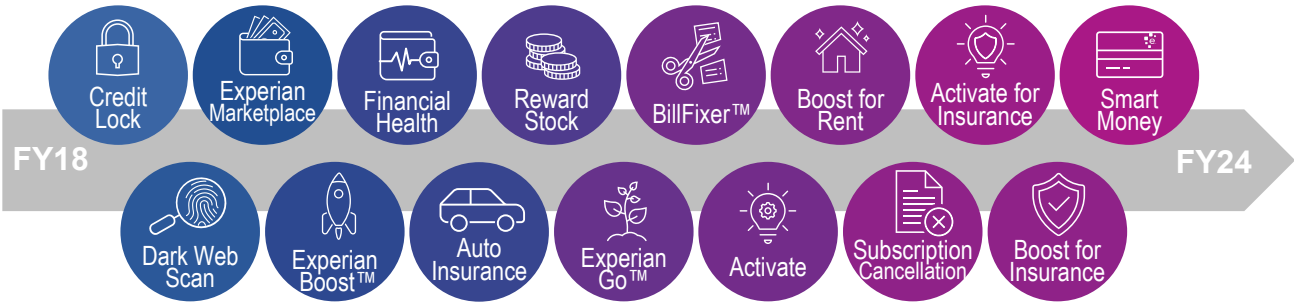 Credit
Lock
Experian
Marketplace
Financial
Health
Reward
Stock
BillFixer™
Boost for
Rent
Activate for
Insurance
Smart
Money
FY18
FY24
Dark Web
Scan
Experian
Boost™
Auto
Insurance
Experian
Go™
Activate
Subscription
Cancellation
Boost for
Insurance